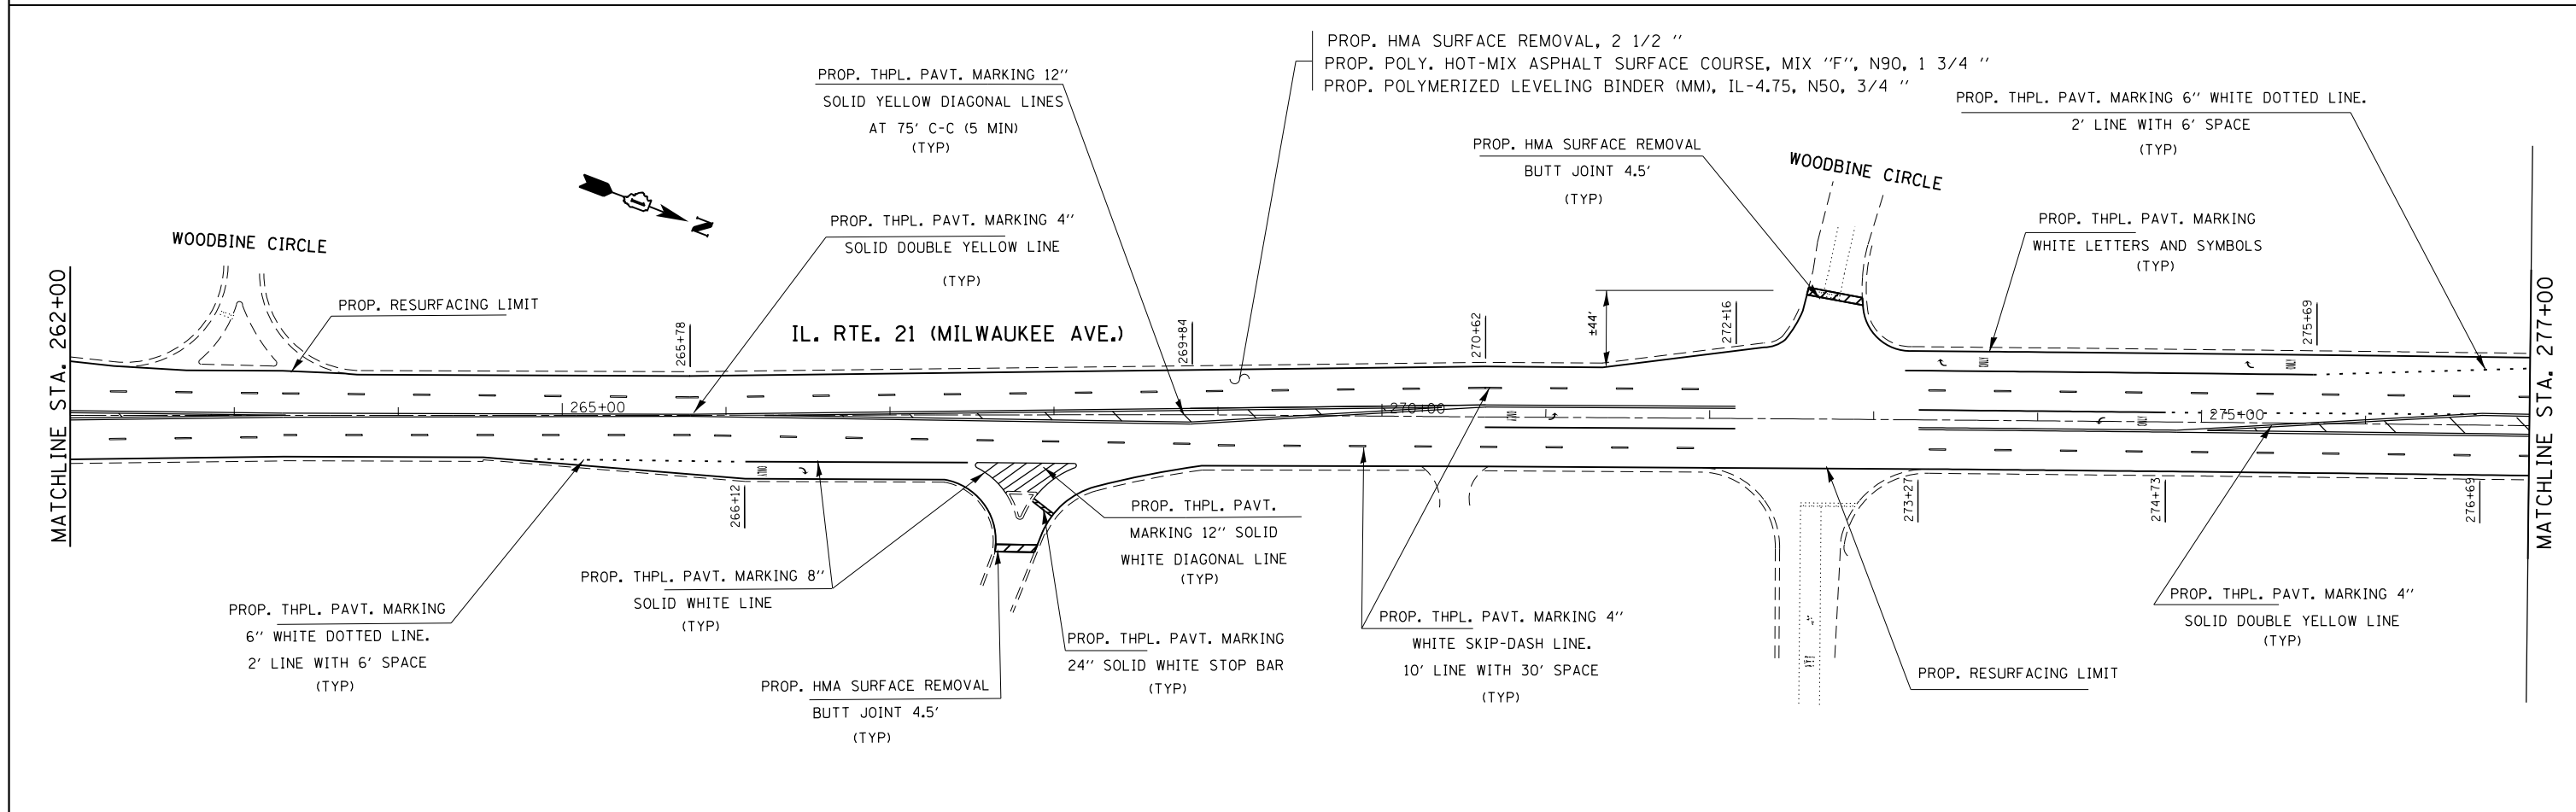 PROP. HMA SURFACE REMOVAL, 2 1/2 "
PROP. POLY. HOT-MIX ASPHALT SURFACE COURSE, MIX "F", N90, 1 3/4 "
PROP. POLYMERIZED LEVELING BINDER (MM), IL-4.75, N50, 3/4 "
PROP. THPL. PAVT. MARKING 12"
SOLID YELLOW DIAGONAL LINES
AT 75' C-C (5 MIN)
(TYP)
PROP. THPL. PAVT. MARKING 6" WHITE DOTTED LINE.
2' LINE WITH 6' SPACE
(TYP)
PROP. HMA SURFACE REMOVAL
BUTT JOINT 4.5'
(TYP)
WOODBINE CIRCLE
N
PROP. THPL. PAVT. MARKING 4"
SOLID DOUBLE YELLOW LINE
(TYP)
PROP. THPL. PAVT. MARKING
WHITE LETTERS AND SYMBOLS
(TYP)
WOODBINE CIRCLE
MATCHLINE STA. 262+00
PROP. RESURFACING LIMIT
265+78
IL. RTE. 21 (MILWAUKEE AVE.)
269+84
270+62
±44'
272+16
275+69
MATCHLINE STA. 277+00
ONLY
ONLY
265+00
270+00
ONLY
ONLY
275+00
ONLY
266+12
273+27
274+73
276+69
PROP. THPL. PAVT.
MARKING 12" SOLID
WHITE DIAGONAL LINE
(TYP)
PROP. THPL. PAVT. MARKING 8"
SOLID WHITE LINE
(TYP)
PROP. THPL. PAVT. MARKING
6" WHITE DOTTED LINE.
2' LINE WITH 6' SPACE
(TYP)
PROP. THPL. PAVT. MARKING
24" SOLID WHITE STOP BAR
(TYP)
PROP. THPL. PAVT. MARKING 4"
WHITE SKIP-DASH LINE.
10' LINE WITH 30' SPACE
(TYP)
PROP. THPL. PAVT. MARKING 4"
SOLID DOUBLE YELLOW LINE
(TYP)
PROP. RESURFACING LIMIT
PROP. HMA SURFACE REMOVAL
BUTT JOINT 4.5'
(TYP)